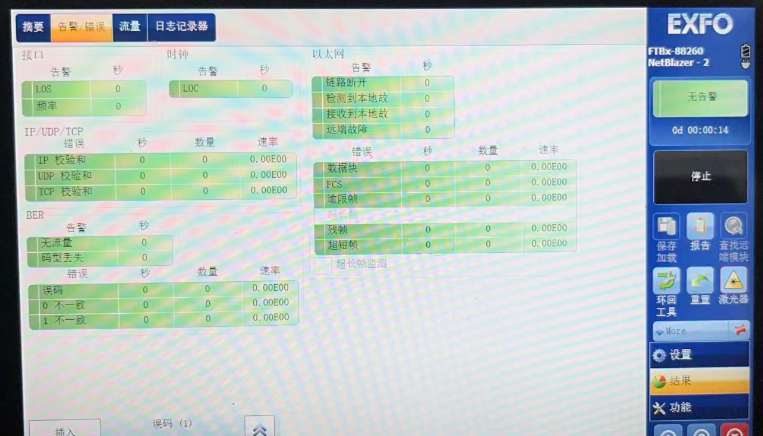 摘要 告警/错误 流量 日志记录器
EXFO
FTBx-88260
NetBlazer - 2
无告警
0d 00:00:14
停止
保存 加载
报告
查找远端模块
环回工具
重置
激光器
More
设置
结果
功能
接口
告警 秒
LOS 0
频率 0
时钟
告警 秒
LOC 0
以太网
告警 秒
链路断开 0
检测到本地故 0
接收到本地故 0
远端故障 0
错误 秒 数量 速率
数据块 0 0 0.00E00
FCS 0 0 0.00E00
逾限帧 0 0 0.00E00
残帧 0 0 0.00E00
超短帧 0 0 0.00E00
超长帧监测
IP/UDP/TCP
错误 秒 数量 速率
IP 校验和 0 0 0.00E00
UDP 校验和 0 0 0.00E00
TCP 校验和 0 0 0.00E00
BER
告警 秒
无流量 0
码型丢失 0
错误 秒 数量 速率
误码 0 0 0.00E00
0 不一致 0 0 0.00E00
1 不一致 0 0 0.00E00
插入
误码 (1)